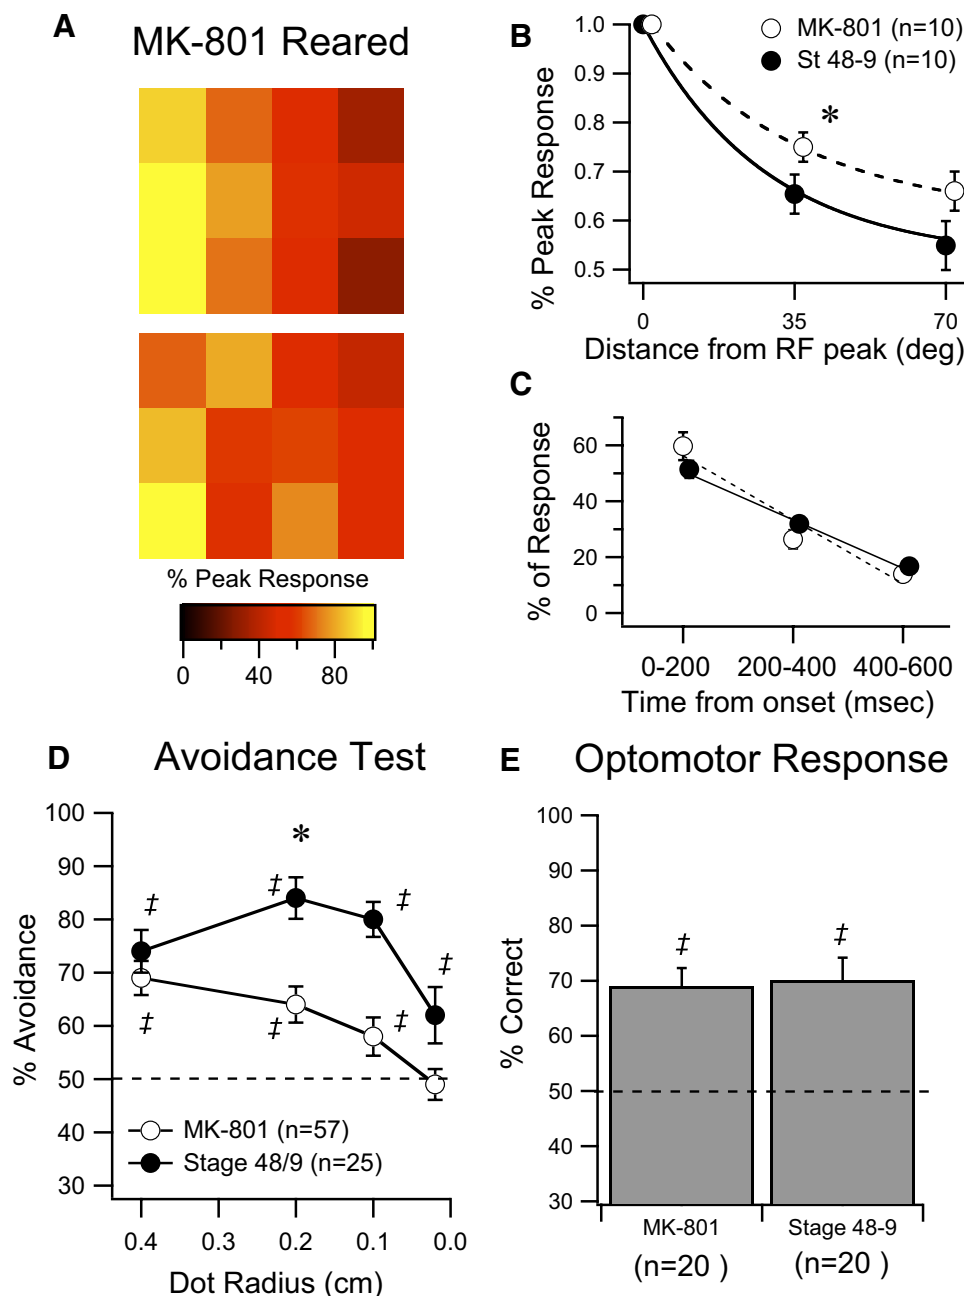 A
MK-801 Reared
% Peak Response
0
40
80
B
MK-801 (n=10)
St 48-9 (n=10)
*
% Peak Response
1.0
0.9
0.8
0.7
0.6
0.5
0
35
70
Distance from RF peak (deg)
C
% of Response
60
40
20
0
0-200
200-400
400-600
Time from onset (msec)
D
Avoidance Test
% Avoidance
100
90
80
70
60
50
40
30
*
‡
‡
‡
‡
‡
‡
‡
MK-801 (n=57)
Stage 48/9 (n=25)
0.4
0.3
0.2
0.1
0.0
Dot Radius (cm)
E
Optomotor Response
% Correct
100
90
80
70
60
50
40
30
‡
‡
MK-801
(n=20 )
Stage 48-9
(n=20 )